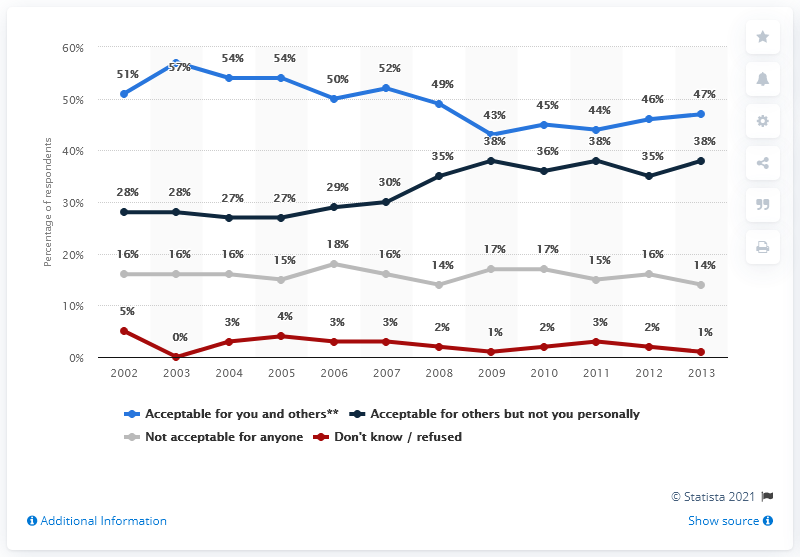 60%
50%
40%
30%
20%
10%
0%
Percentage of respondents
51% 57% 54% 54% 50% 52% 49% 43% 45% 44% 46% 47%
28% 28% 27% 27% 29% 30% 35% 38% 36% 38% 35% 38%
16% 16% 16% 15% 18% 16% 14% 17% 17% 15% 16% 14%
5% 0% 3% 4% 3% 3% 2% 1% 2% 3% 2% 1%
2002 2003 2004 2005 2006 2007 2008 2009 2010 2011 2012 2013
Acceptable for you and others** Acceptable for others but not you personally
Not acceptable for anyone Don't know / refused
© Statista 2021
Additional Information Show source